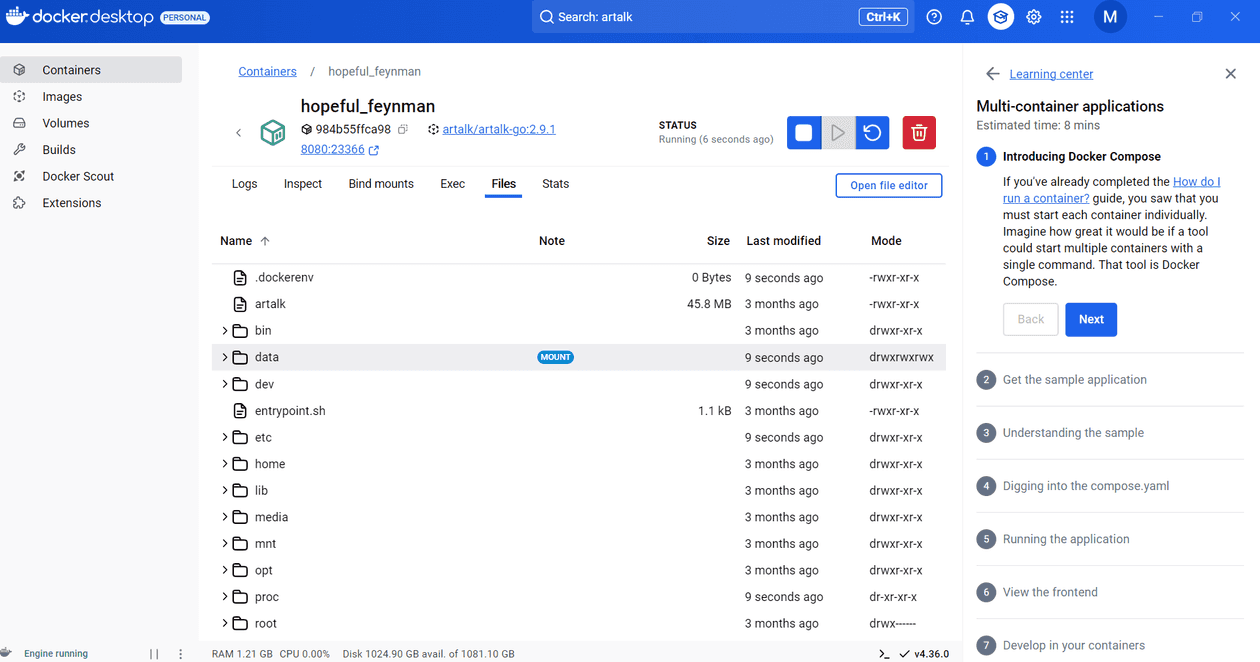 docker.desktop PERSONAL
Search: artalk
Ctrl+K
M
Containers
Images
Volumes
Builds
Docker Scout
Extensions
Containers / hopeful_feynman
hopeful_feynman
984b55ffca98 artalk/artalk-go:2.9.1
8080:23366
STATUS
Running (6 seconds ago)
Logs Inspect Bind mounts Exec Files Stats
Open file editor
Name Note Size Last modified Mode
.dockerenv 0 Bytes 9 seconds ago -rwxr-xr-x
artalk 45.8 MB 3 months ago -rwxr-xr-x
bin 3 months ago drwxr-xr-x
data MOUNT 9 seconds ago drwxrwxrwx
dev 9 seconds ago drwxr-xr-x
entrypoint.sh 1.1 kB 3 months ago -rwxr-xr-x
etc 9 seconds ago drwxr-xr-x
home 3 months ago drwxr-xr-x
lib 3 months ago drwxr-xr-x
media 3 months ago drwxr-xr-x
mnt 3 months ago drwxr-xr-x
opt 3 months ago drwxr-xr-x
proc 9 seconds ago dr-xr-xr-x
root 3 months ago drwx------
Learning center
Multi-container applications
Estimated time: 8 mins
1 Introducing Docker Compose
If you've already completed the How do I
run a container? guide, you saw that you
must start each container individually.
Imagine how great it would be if a tool
could start multiple containers with a
single command. That tool is Docker
Compose.
Back Next
2 Get the sample application
3 Understanding the sample
4 Digging into the compose.yaml
5 Running the application
6 View the frontend
7 Develop in your containers
Engine running
RAM 1.21 GB CPU 0.00% Disk 1024.90 GB avail. of 1081.10 GB
v4.36.0